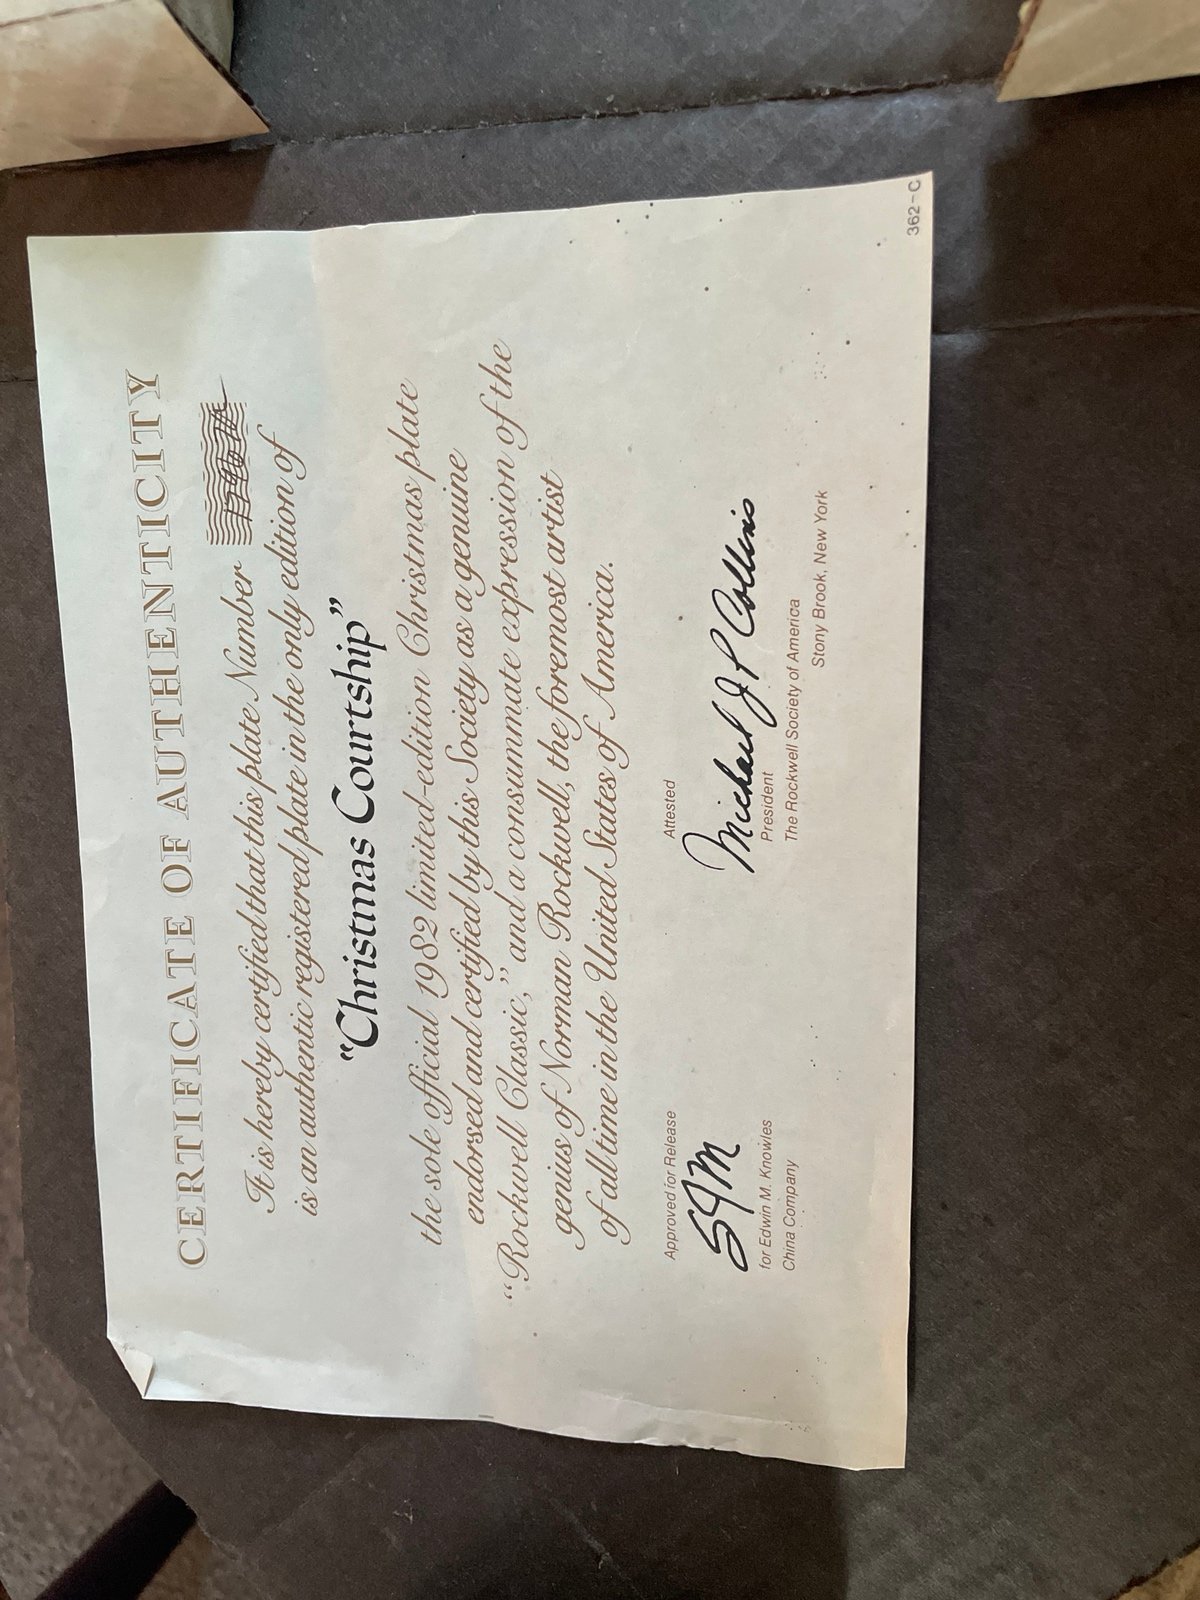 CERTIFICATE OF AUTHENTICITY
It is hereby certified that this plate Number
is an authentic registered plate in the only edition of
“Christmas Courtship”
the sole official 1982 limited-edition Christmas plate
endorsed and certified by this Society as a genuine
“Rockwell Classic,” and a consummate expression of the
genius of Norman Rockwell, the foremost artist
of all time in the United States of America.
Approved for Release
SJM
for Edwin M. Knowles
China Company
Attested
Michael J P Collins
President
The Rockwell Society of America
Stony Brook, New York
362-C